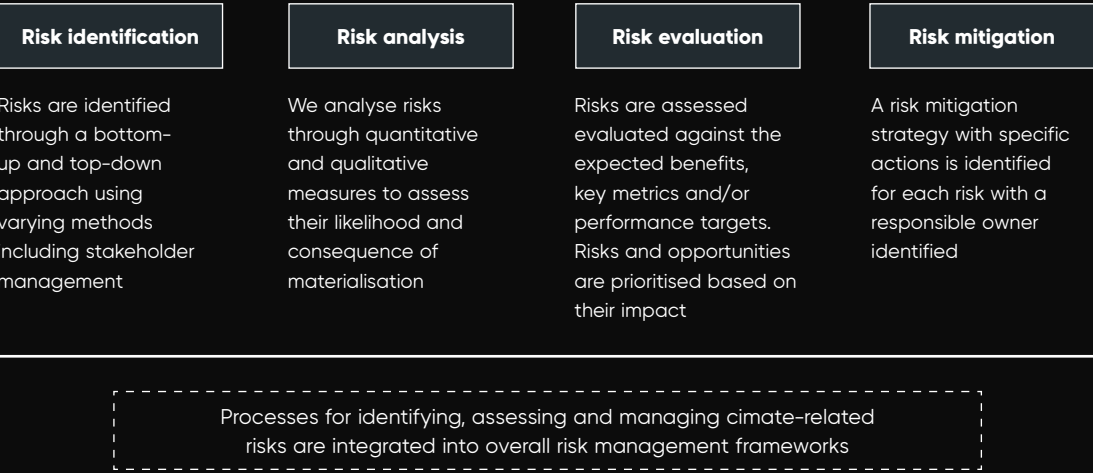 Risk identification
Risks are identified
through a bottom-
up and top-down
approach using
varying methods
including stakeholder
management
Risk analysis
We analyse risks
through quantitative
and qualitative
measures to assess
their likelihood and
consequence of
materialisation
Risk evaluation
Risks are assessed
evaluated against the
expected benefits,
key metrics and/or
performance targets.
Risks and opportunities
are prioritised based on
their impact
Risk mitigation
A risk mitigation
strategy with specific
actions is identified
for each risk with a
responsible owner
identified
Processes for identifying, assessing and managing cimate-related
risks are integrated into overall risk management frameworks